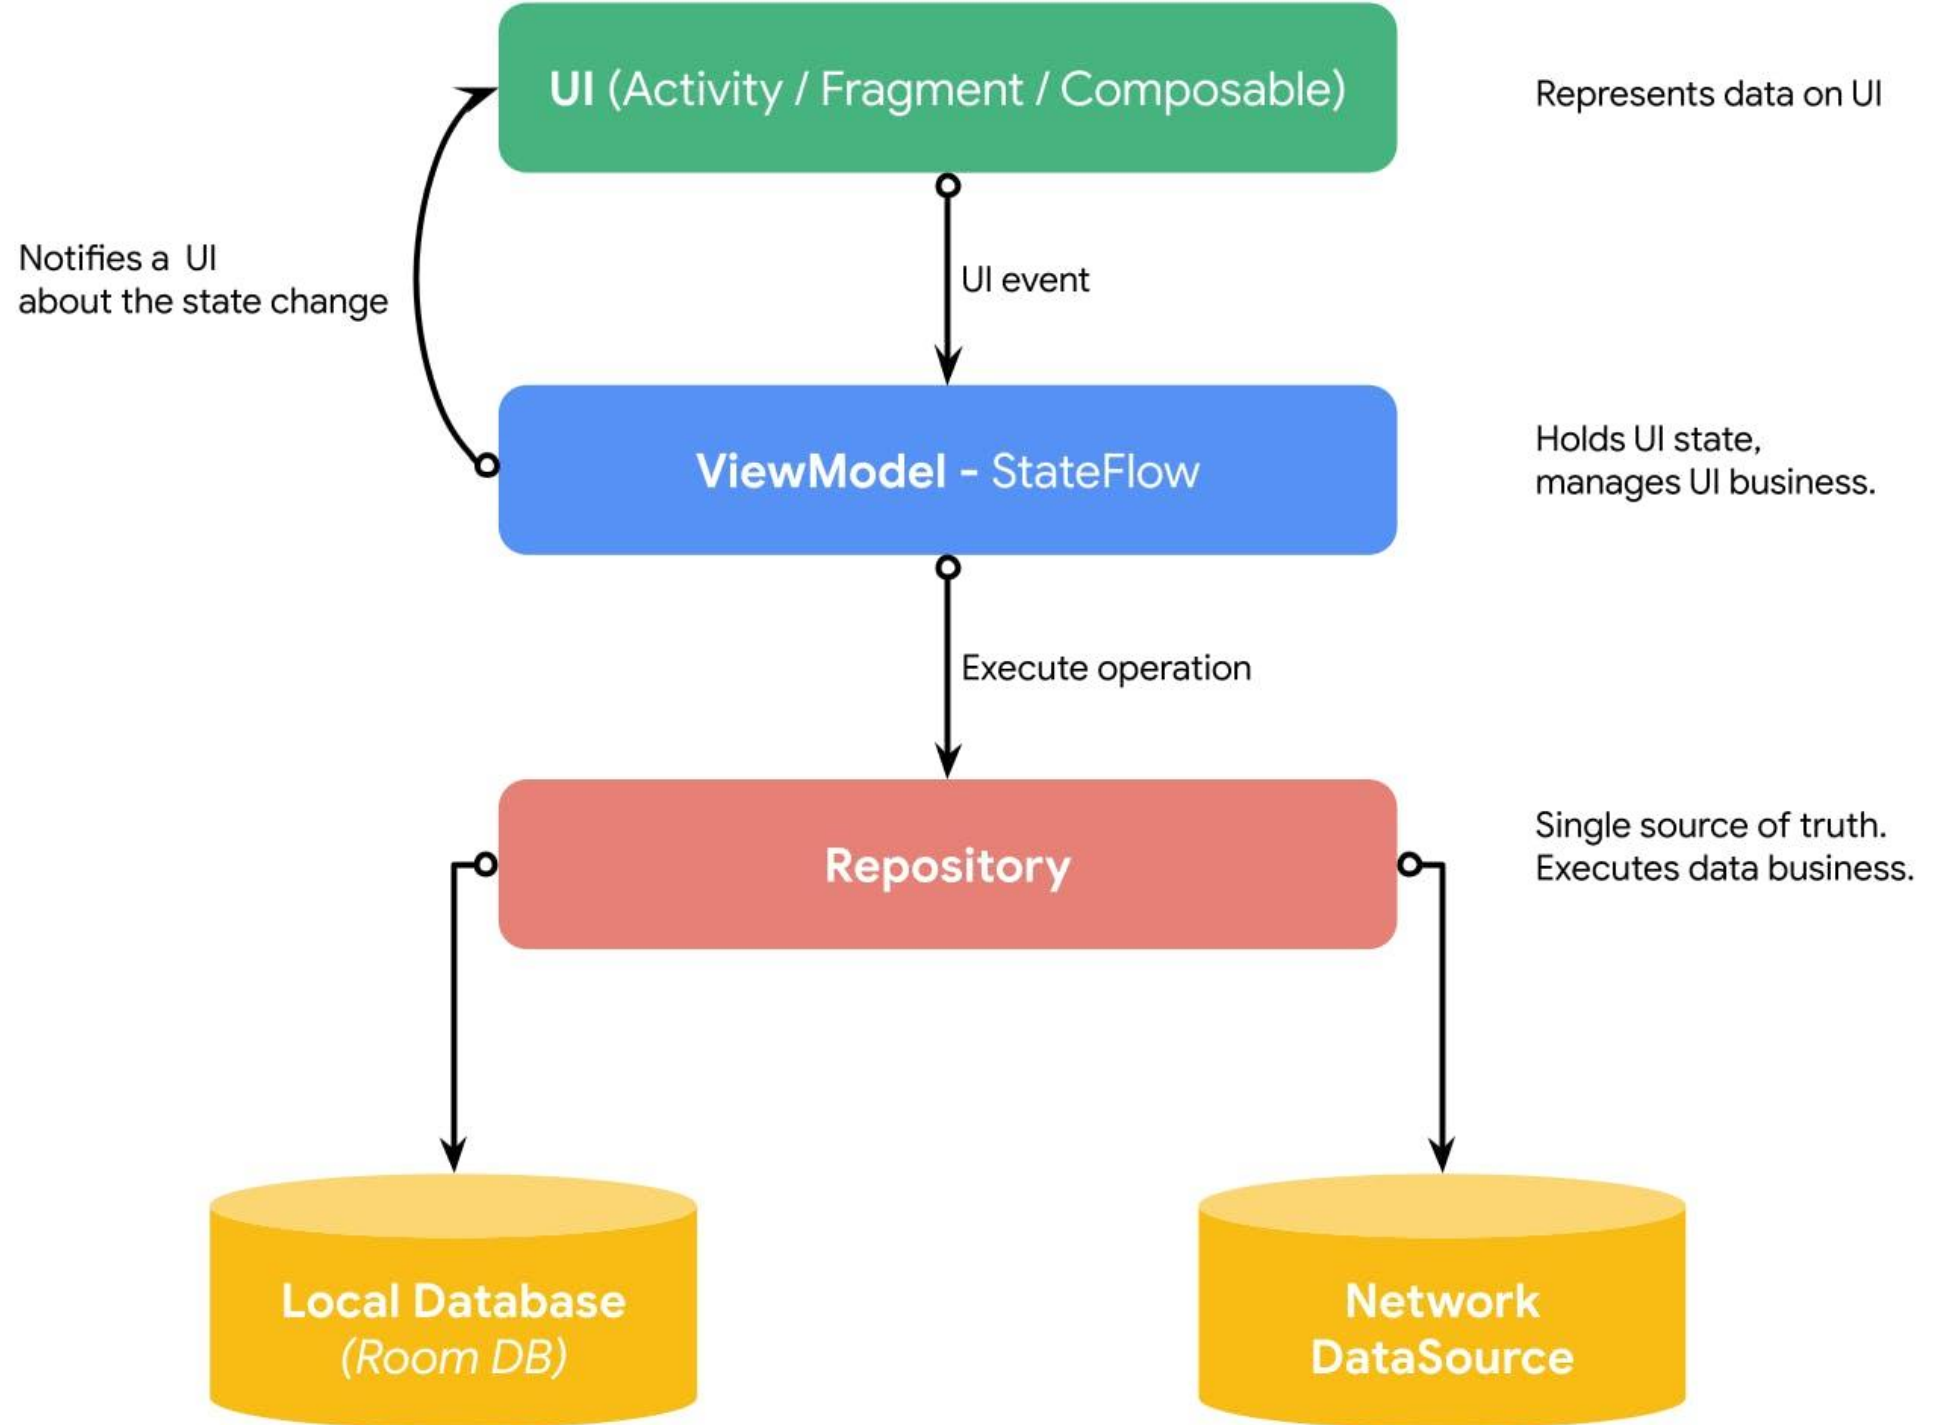 UI (Activity / Fragment / Composable)
Represents data on UI
Notifies a UI
about the state change
UI event
ViewModel - StateFlow
Holds UI state,
manages UI business.
Execute operation
Repository
Single source of truth.
Executes data business.
Local Database
(Room DB)
Network
DataSource